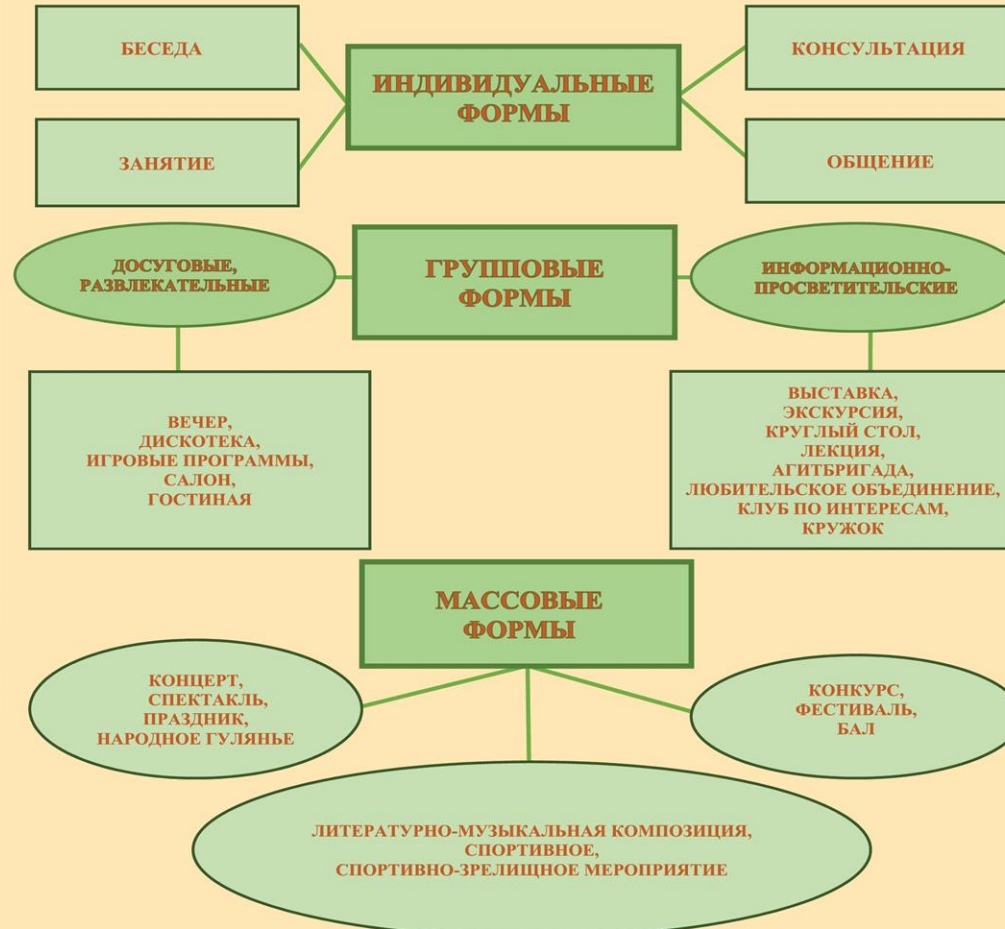 БЕСЕДА
ИНДИВИДУАЛЬНЫЕ
ФОРМЫ
КОНСУЛЬТАЦИЯ
ЗАНЯТИЕ
ОБЩЕНИЕ
ДОСУГОВЫЕ,
РАЗВЛЕКАТЕЛЬНЫЕ
ГРУППОВЫЕ
ФОРМЫ
ИНФОРМАЦИОННО-
ПРОСВЕТИТЕЛЬСКИЕ
ВЕЧЕР,
ДИСКОТЕКА,
ИГРОВЫЕ ПРОГРАММЫ,
САЛОН,
ГОСТИНАЯ
ВЫСТАВКА,
ЭКСКУРСИЯ,
КРУГЛЫЙ СТОЛ,
ЛЕКЦИЯ,
АГИТБРИГАДА,
ЛЮБИТЕЛЬСКОЕ ОБЪЕДИНЕНИЕ,
КЛУБ ПО ИНТЕРЕСАМ,
КРУЖОК
МАССОВЫЕ
ФОРМЫ
КОНЦЕРТ,
СПЕКТАКЛЬ,
ПРАЗДНИК,
НАРОДНОЕ ГУЛЯНЬЕ
КОНКУРС,
ФЕСТИВАЛЬ,
БАЛ
ЛИТЕРАТУРНО-МУЗЫКАЛЬНАЯ КОМПОЗИЦИЯ,
СПОРТИВНОЕ,
СПОРТИВНО-ЗРЕЛИЩНОЕ МЕРОПРИЯТИЕ